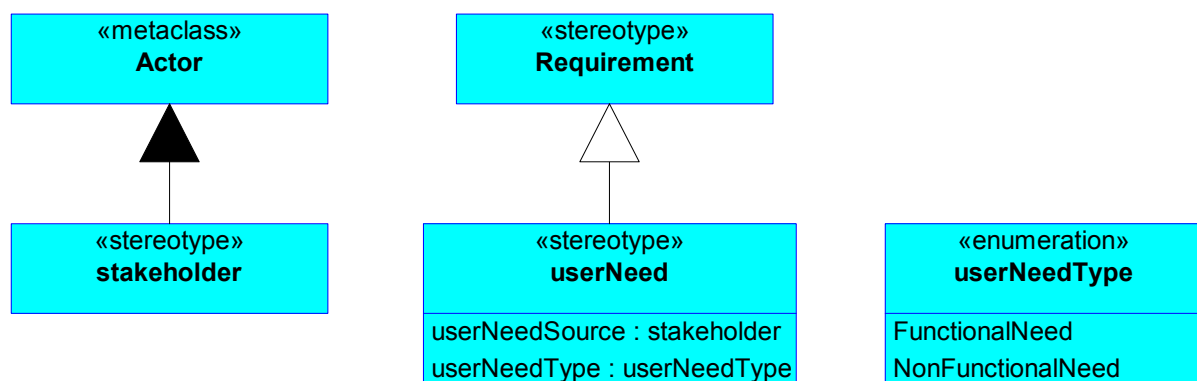 «metaclass»
Actor
«stereotype»
Requirement
«stereotype»
stakeholder
«stereotype»
userNeed
userNeedSource : stakeholder
userNeedType : userNeedType
«enumeration»
userNeedType
FunctionalNeed
NonFunctionalNeed